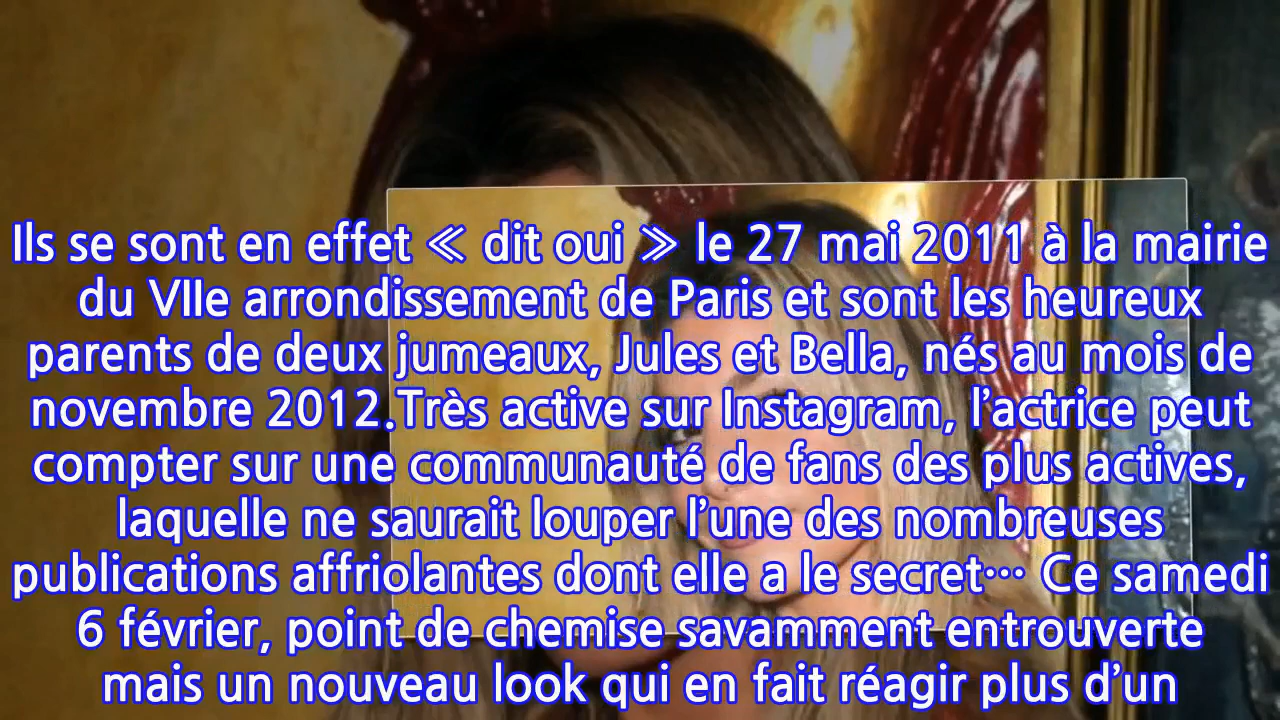 Ils se sont en effet ≪ dit oui ≫ le 27 mai 2011 à la mairie
du VIIe arrondissement de Paris et sont les heureux
parents de deux jumeaux, Jules et Bella, nés au mois de
novembre 2012.Très active sur Instagram, l’actrice peut
compter sur une communauté de fans des plus actives,
laquelle ne saurait louper l’une des nombreuses
publications affriolantes dont elle a le secret… Ce samedi
6 février, point de chemise savamment entrouverte
mais un nouveau look qui en fait réagir plus d’un